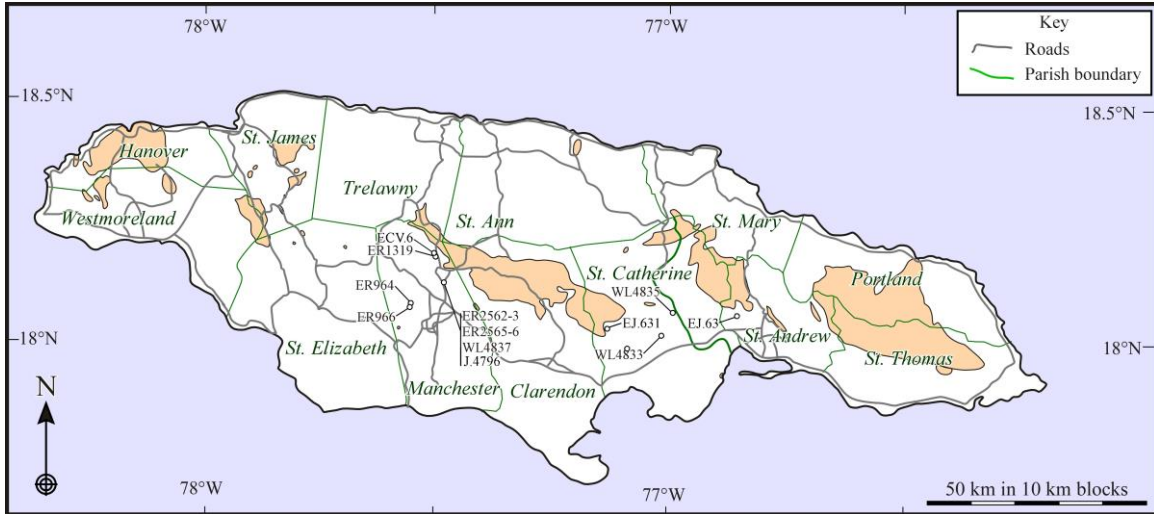 78°W
77°W
Key
Roads
Parish boundary
18.5°N
18.5°N
St. James
Hanover
Trelawny
Westmoreland
St. Ann
St. Mary
ECV.6
ER1319
St. Catherine
Portland
ER964
WL4835
ER966
ER2562-3
ER2565-6
WL4837
J.4796
EJ.631
EJ.63
WL4833
18°N
18°N
St. Elizabeth
St. Andrew
St. Thomas
Manchester
Clarendon
N
78°W
77°W
50 km in 10 km blocks